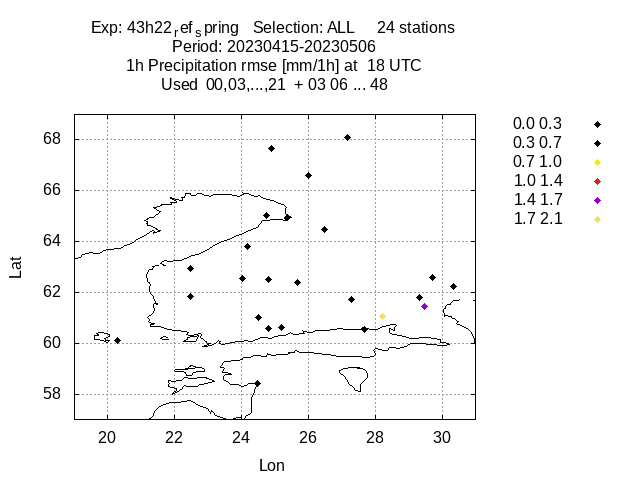 Exp: 43h22refspring   Selection: ALL     24 stations
Period: 20230415-20230506
1h Precipitation rmse [mm/1h] at  18 UTC
Used  00,03,...,21  + 03 06 ... 48
0.0 0.3
0.3 0.7
0.7 1.0
1.0 1.4
1.4 1.7
1.7 2.1
68
66
64
62
60
58
Lat
20 22 24 26 28 30
Lon